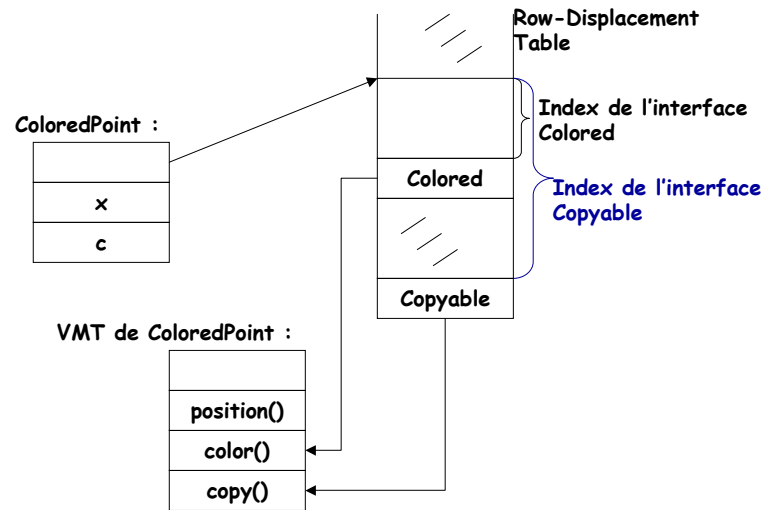 Row-Displacement
Table
Index de l'interface
Colored
ColoredPoint :
Colored
Index de l'interface
Copyable
x
c
Copyable
VMT de ColoredPoint :
position()
color()
copy()